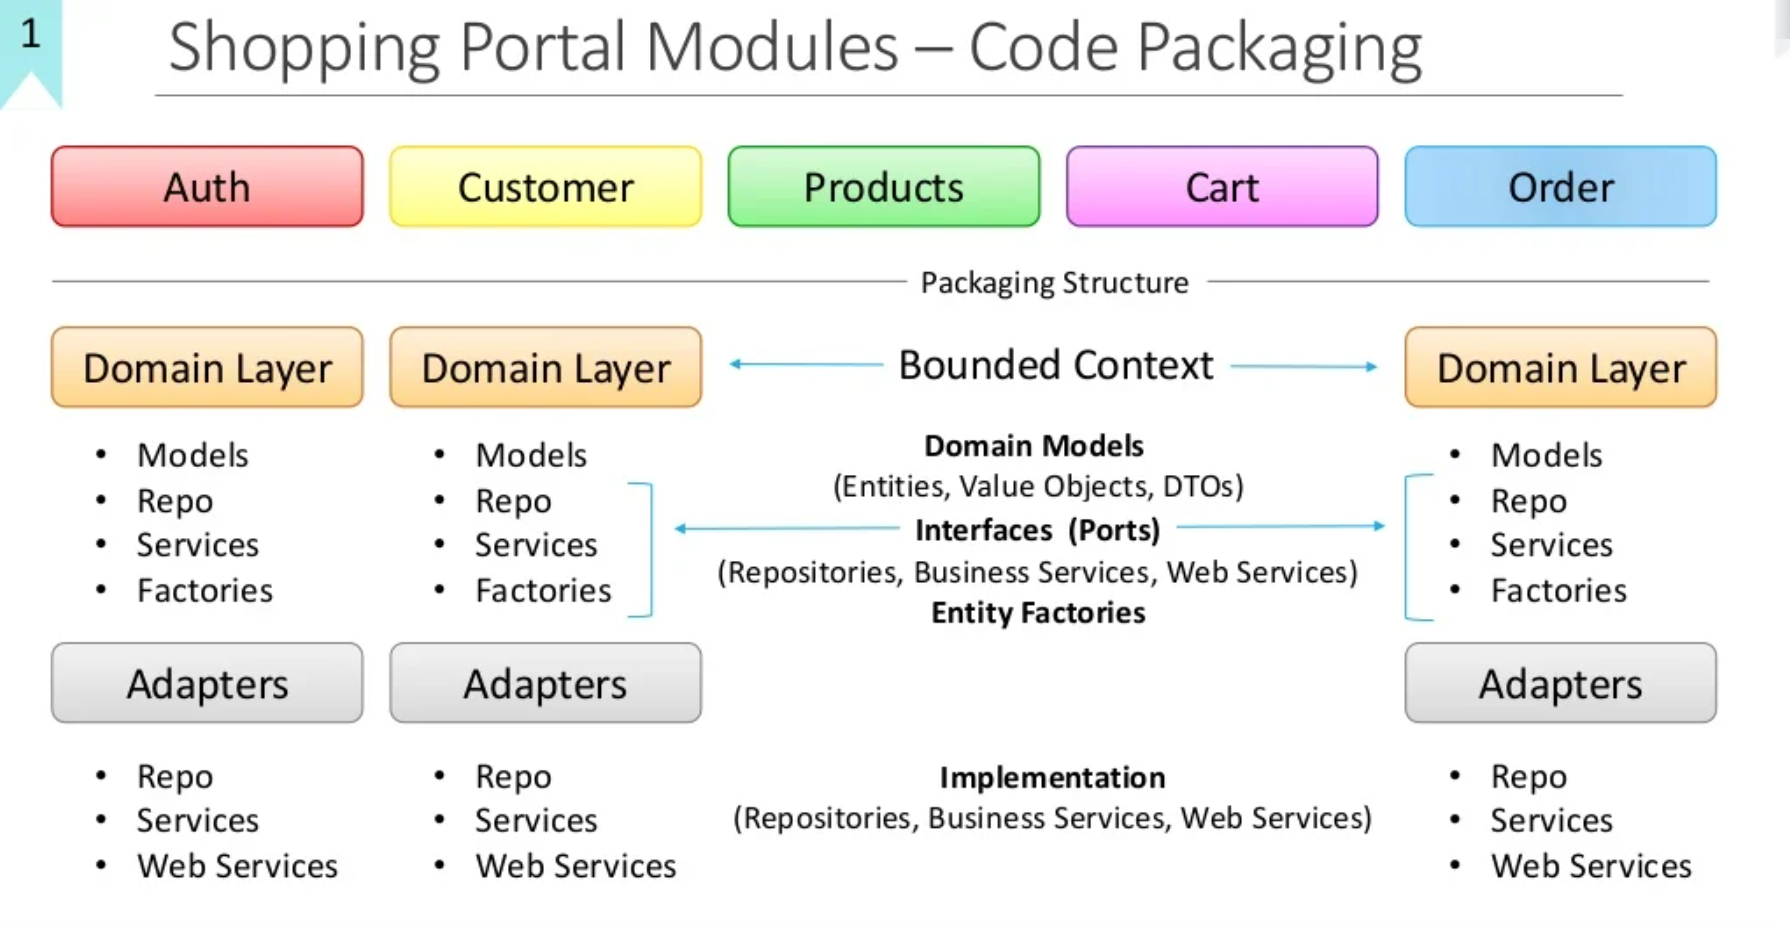 1
Shopping Portal Modules – Code Packaging
Auth
Customer
Products
Cart
Order
Packaging Structure
Domain Layer
Domain Layer
Bounded Context
Domain Layer
• Models
• Repo
• Services
• Factories
• Models
• Repo
• Services
• Factories
Domain Models
(Entities, Value Objects, DTOs)
Interfaces (Ports)
(Repositories, Business Services, Web Services)
Entity Factories
• Models
• Repo
• Services
• Factories
Adapters
Adapters
Adapters
• Repo
• Services
• Web Services
• Repo
• Services
• Web Services
Implementation
(Repositories, Business Services, Web Services)
• Repo
• Services
• Web Services